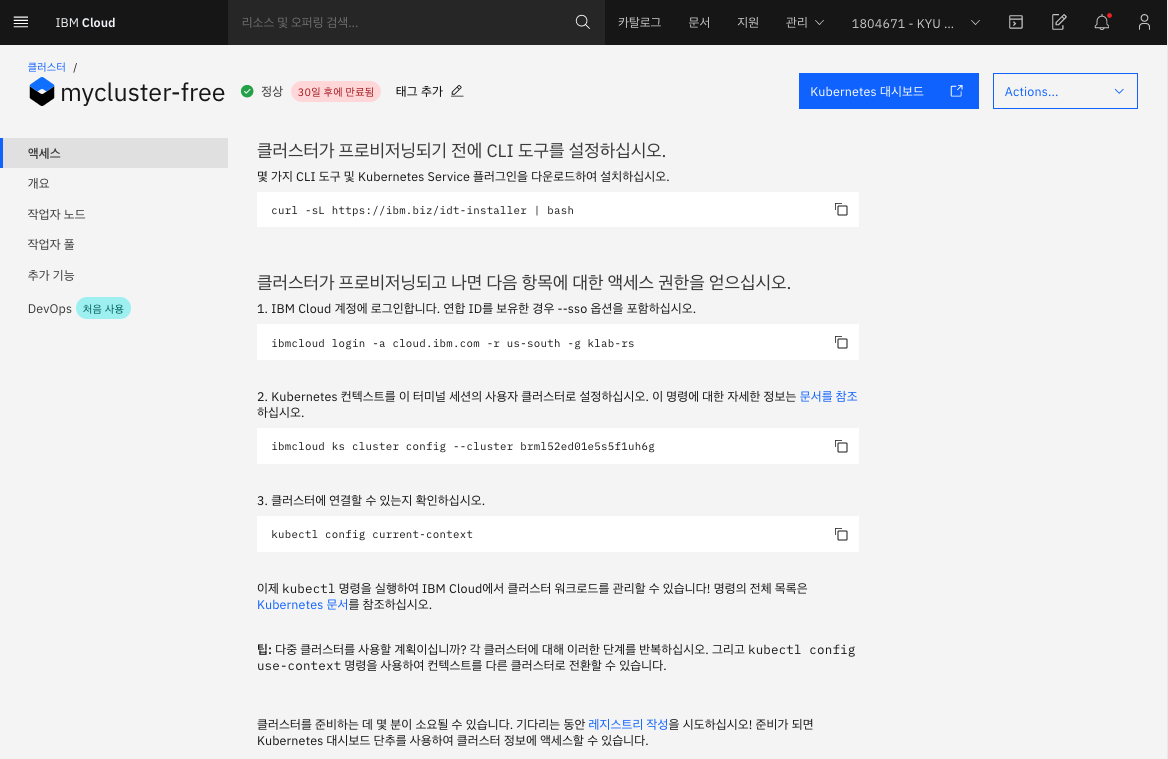 IBM Cloud
리소스 및 오퍼링 검색...
카탈로그
문서
지원
관리
1804671 - KYU ...
클러스터 /
mycluster-free
정상
30일 후에 만료됨
태그 추가
Kubernetes 대시보드
Actions...
액세스
개요
작업자 노드
작업자 풀
추가 기능
DevOps 처음 사용
클러스터가 프로비저닝되기 전에 CLI 도구를 설정하십시오.
몇 가지 CLI 도구 및 Kubernetes Service 플러그인을 다운로드하여 설치하십시오.
curl -sL https://ibm.biz/idt-installer | bash
클러스터가 프로비저닝되고 나면 다음 항목에 대한 액세스 권한을 얻으십시오.
1. IBM Cloud 계정에 로그인합니다. 연합 ID를 보유한 경우 --sso 옵션을 포함하십시오.
ibmcloud login -a cloud.ibm.com -r us-south -g klab-rs
2. Kubernetes 컨텍스트를 이 터미널 세션의 사용자 클러스터로 설정하십시오. 이 명령에 대한 자세한 정보는 문서를 참조
하십시오.
ibmcloud ks cluster config --cluster brml52ed01e5s5f1uh6g
3. 클러스터에 연결할 수 있는지 확인하십시오.
kubectl config current-context
이제 kubectl 명령을 실행하여 IBM Cloud에서 클러스터 워크로드를 관리할 수 있습니다! 명령의 전체 목록은
Kubernetes 문서를 참조하십시오.
팁: 다중 클러스터를 사용할 계획이십니까? 각 클러스터에 대해 이러한 단계를 반복하십시오. 그리고 kubectl config
use-context 명령을 사용하여 컨텍스트를 다른 클러스터로 전환할 수 있습니다.
클러스터를 준비하는 데 몇 분이 소요될 수 있습니다. 기다리는 동안 레지스트리 작성을 시도하십시오! 준비가 되면
Kubernetes 대시보드 단추를 사용하여 클러스터 정보에 액세스할 수 있습니다.